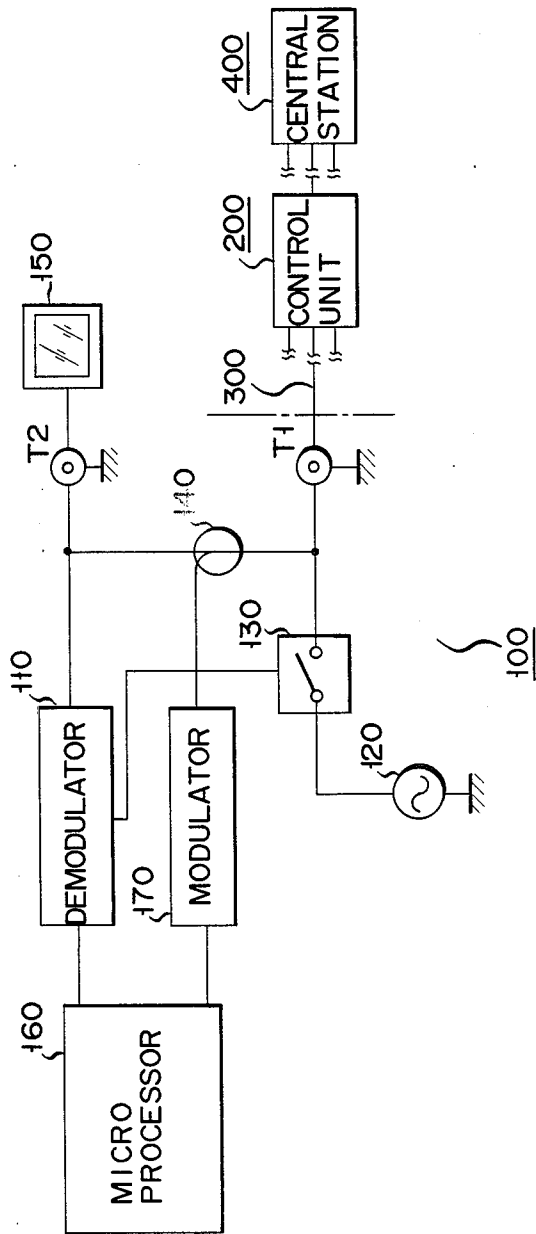 160
MICRO
PROCESSOR
110
DEMODULATOR
170
MODULATOR
120
130
140
T2
150
T1
300
200
CONTROL
UNIT
400
CENTRAL
STATION
100